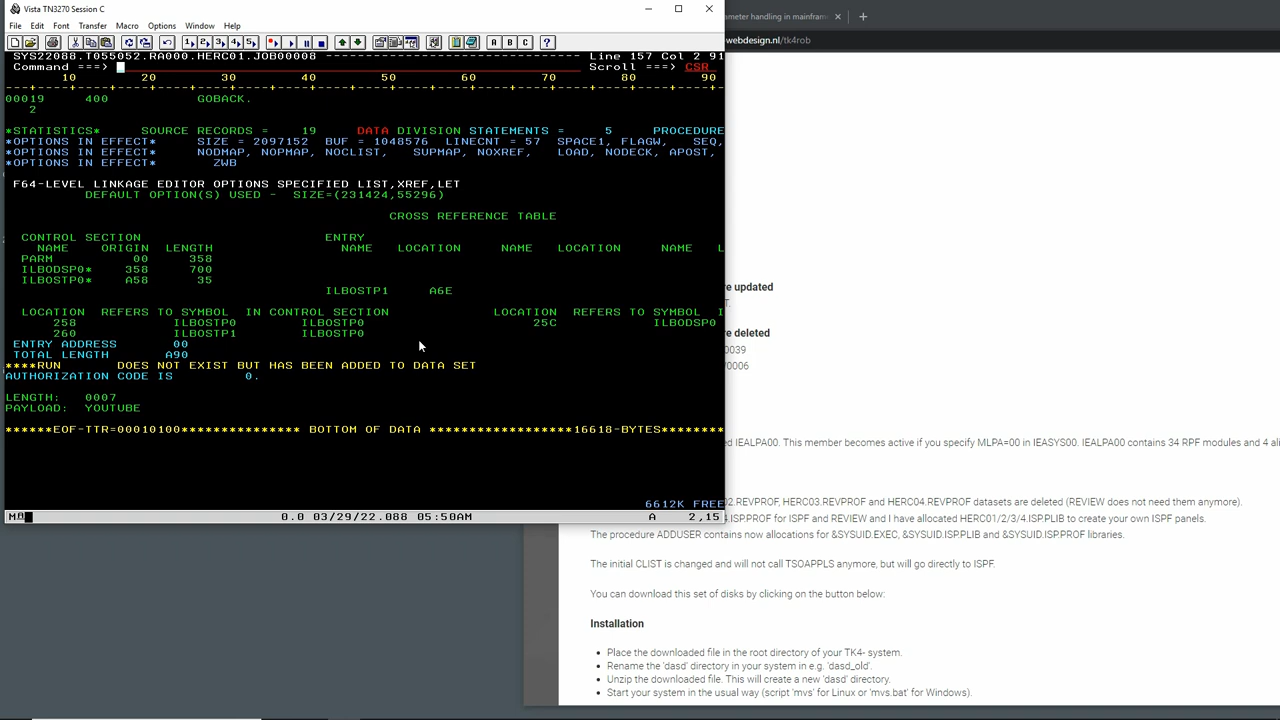 Vista TN3270 Session C
File Edit Font Transfer Macro Options Window Help
A B C ?
SYS22088.T055052.RA000.HERC01.JOB00008 -------------------------------- Line 157 Col 2 91
Command ===> Scroll ===> CSR
10 20 30 40 50 60 70 80 90
00019 400 GOBACK.
2
*STATISTICS* SOURCE RECORDS = 19 DATA DIVISION STATEMENTS = 5 PROCEDURE
*OPTIONS IN EFFECT* SIZE = 2097152 BUF = 1048576 LINECNT = 57 SPACE1, FLAGW, SEQ,
*OPTIONS IN EFFECT* NODMAP, NOPMAP, NOCLIST, SUPMAP, NOXREF, LOAD, NODECK, APOST,
*OPTIONS IN EFFECT* ZWB
F64-LEVEL LINKAGE EDITOR OPTIONS SPECIFIED LIST,XREF,LET
DEFAULT OPTION(S) USED - SIZE=(231424,55296)
CROSS REFERENCE TABLE
CONTROL SECTION ENTRY
NAME ORIGIN LENGTH NAME LOCATION NAME LOCATION NAME L
PARM 00 358
ILBODSP0* 358 700
ILBOSTP0* A58 35
ILBOSTP1 A6E
LOCATION REFERS TO SYMBOL IN CONTROL SECTION LOCATION REFERS TO SYMBOL I
258 ILBOSTP0 ILBOSTP0 25C ILBODSP0
260 ILBOSTP1 ILBOSTP0
ENTRY ADDRESS 00
TOTAL LENGTH A90
****RUN DOES NOT EXIST BUT HAS BEEN ADDED TO DATA SET
AUTHORIZATION CODE IS 0.
LENGTH: 0007
PAYLOAD: YOUTUBE
******EOF-TTR=00010100*************** BOTTOM OF DATA ******************16618-BYTES*******
6612K FREE
0.0 03/29/22.088 05:50AM A 2,15
ameter handling in mainfram
webdesign.nl/tk4rob
re updated
T,
re deleted
0039
0006
ed IEALPA00. This member becomes active if you specify MLPA=00 in IEASYS00. IEALPA00 contains 34 RPF modules and 4 ali
2.REVPROF, HERC03.REVPROF and HERC04.REVPROF datasets are deleted (REVIEW does not need them anymore).
4.ISP.PROF for ISPF and REVIEW and I have allocated HERC01/2/3/4.ISP.PLIB to create your own ISPF panels.
The procedure ADDUSER contains now allocations for &SYSUID.EXEC, &SYSUID.ISP.PLIB and &SYSUID.ISP.PROF libraries.
The initial CLIST is changed and will not call TSOAPPLS anymore, but will go directly to ISPF.
You can download this set of disks by clicking on the button below:
Installation
• Place the downloaded file in the root directory of your TK4- system.
• Rename the 'dasd' directory in your system in e.g. 'dasd_old'.
• Unzip the downloaded file. This will create a new 'dasd' directory.
• Start your system in the usual way (script 'mvs' for Linux or 'mvs.bat' for Windows).